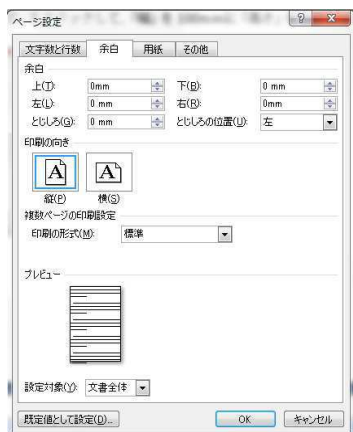 ページ設定
文字数と行数 余白 用紙 その他
余白
上(T): 0mm 下(B): 0 mm
左(L): 0 mm 右(R): 0mm
とじしろ(G): 0 mm とじしろの位置(U): 左
印刷の向き
A A
縦(P) 横(S)
複数ページの印刷設定
印刷の形式(M): 標準
プレビュー
設定対象(Y): 文書全体
既定値として設定(D)... OK キャンセル